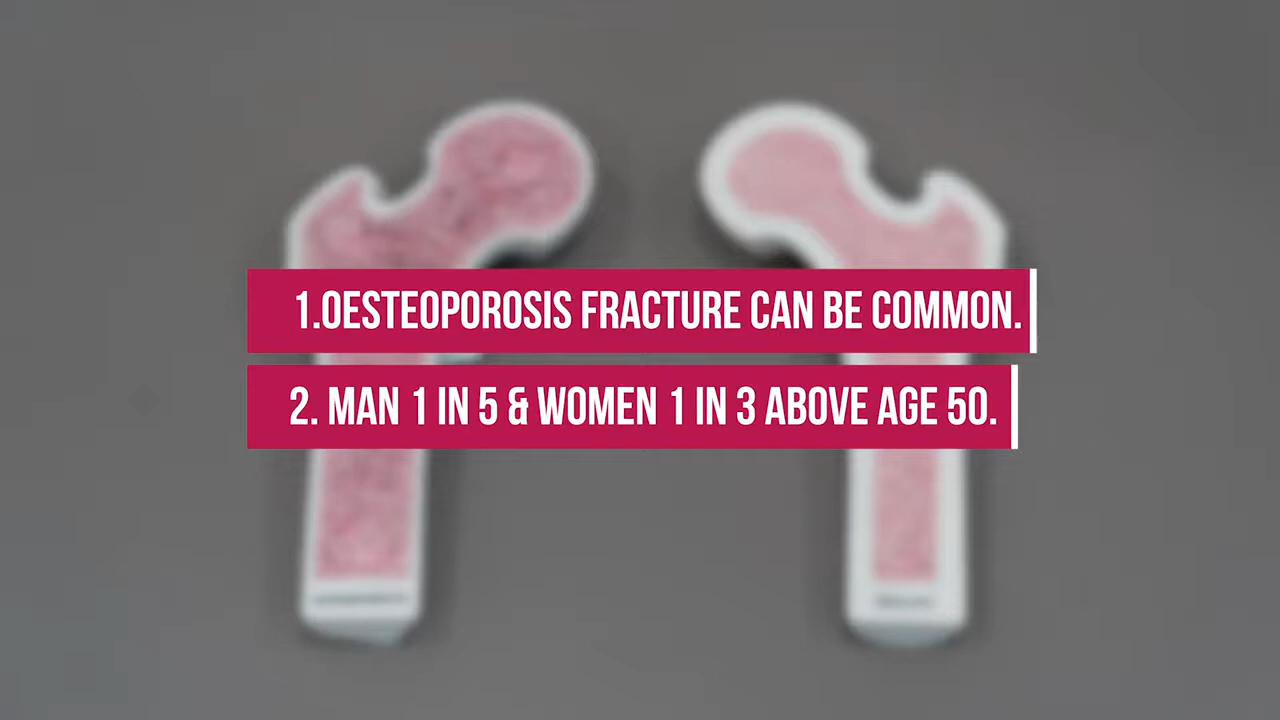 1.OESTEOPOROSIS FRACTURE CAN BE COMMON.
2. MAN 1 IN 5 & WOMEN 1 IN 3 ABOVE AGE 50.